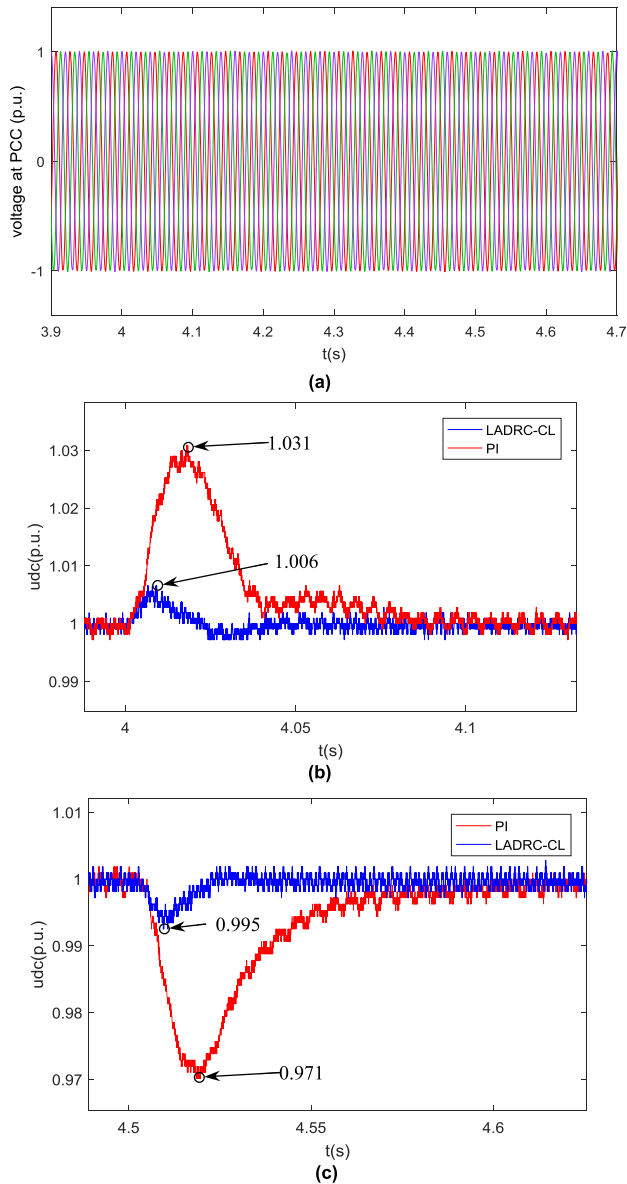 voltage at PCC (p.u.)
1
0
-1
3.9 4 4.1 4.2 4.3 4.4 4.5 4.6 4.7
t(s)
(a)
udc(p.u.)
1.03
1.02
1.01
1
0.99
1.031
1.006
LADRC-CL
PI
4 4.05 4.1
t(s)
(b)
udc(p.u.)
1.01
1
0.99
0.98
0.97
PI
LADRC-CL
0.995
0.971
4.5 4.55 4.6
t(s)
(c)